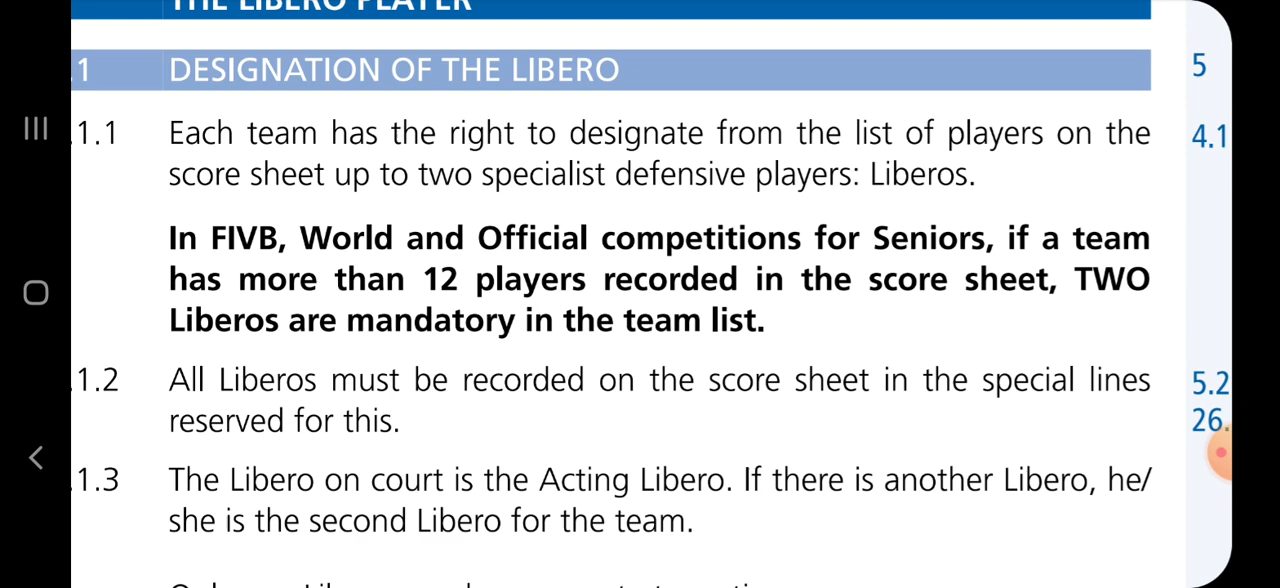 THE LIBERO PLAYER
.1 DESIGNATION OF THE LIBERO 5
.1.1 Each team has the right to designate from the list of players on the 4.1
score sheet up to two specialist defensive players: Liberos.
In FIVB, World and Official competitions for Seniors, if a team
has more than 12 players recorded in the score sheet, TWO
Liberos are mandatory in the team list.
.1.2 All Liberos must be recorded on the score sheet in the special lines 5.2
reserved for this. 26.
.1.3 The Libero on court is the Acting Libero. If there is another Libero, he/
she is the second Libero for the team.